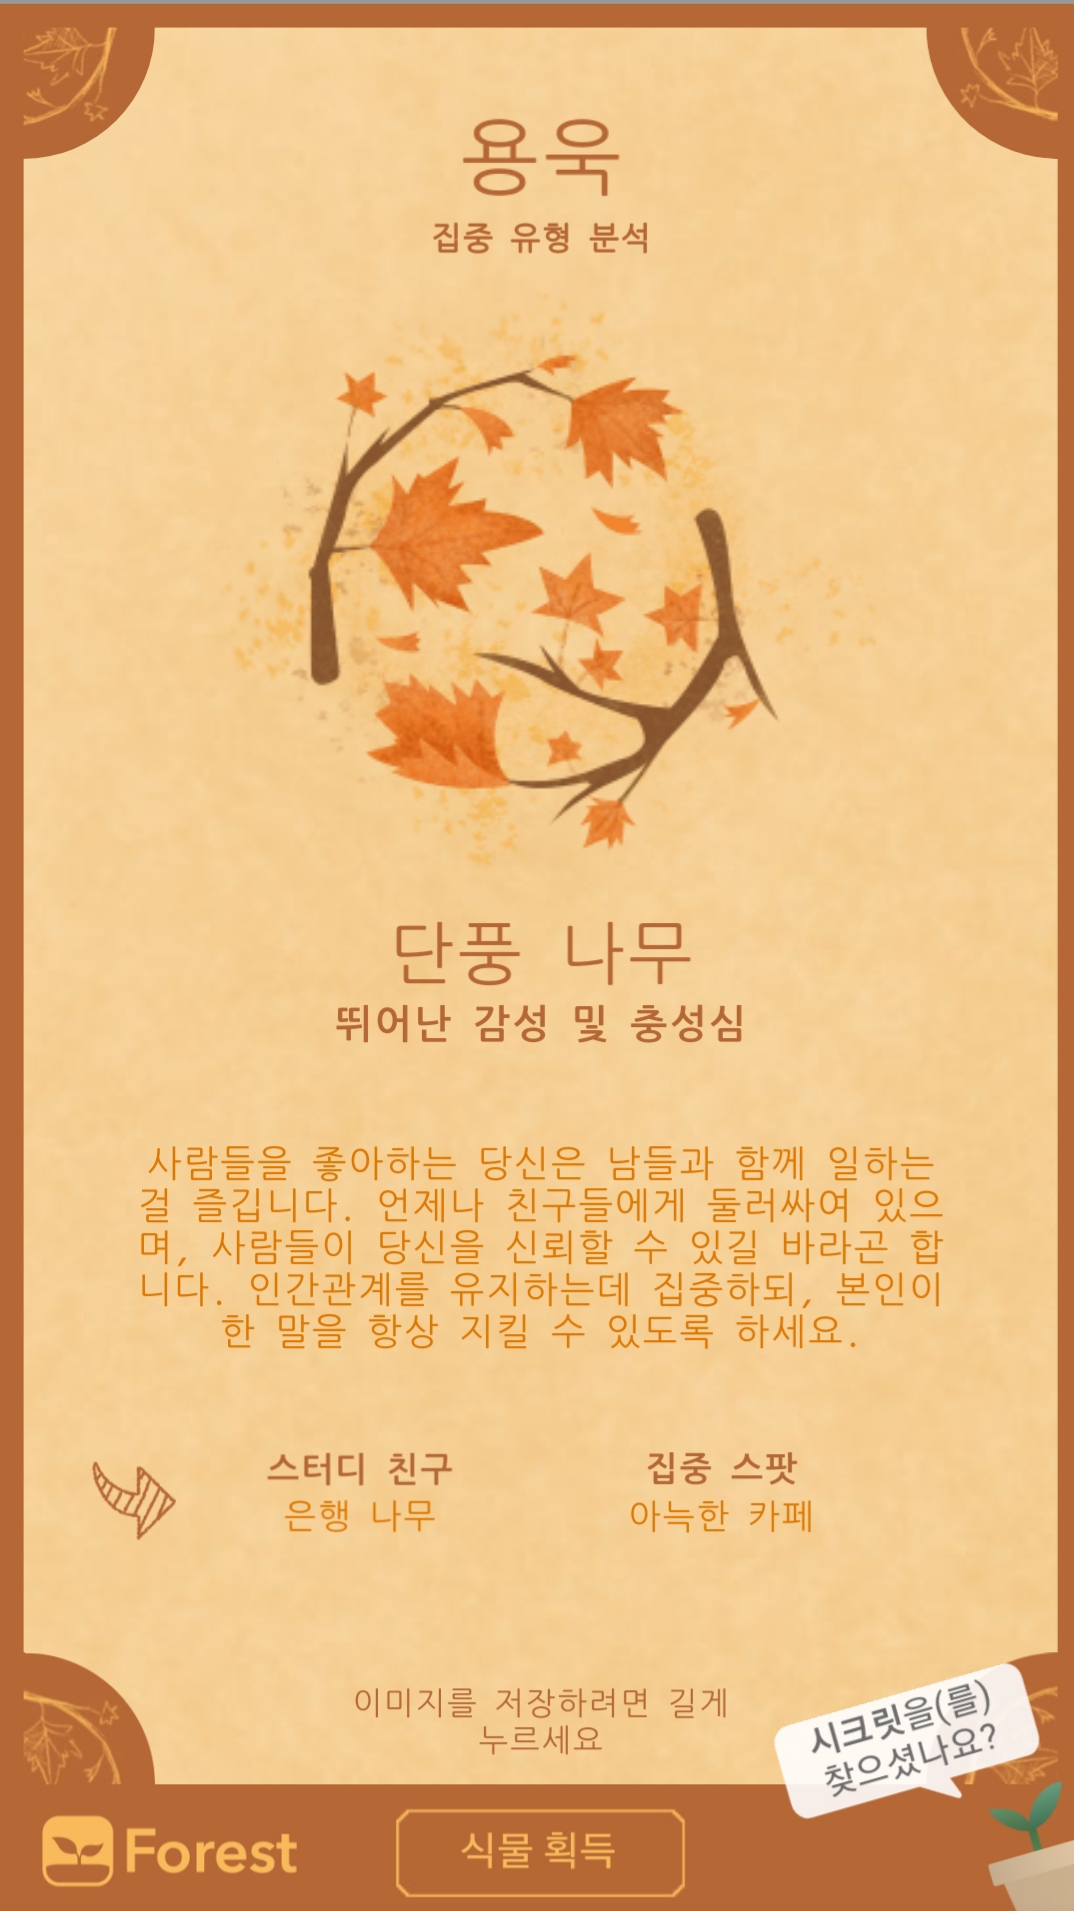 용욱
집중 유형 분석
단풍 나무
뛰어난 감성 및 충성심
사람들을 좋아하는 당신은 남들과 함께 일하는
걸 즐깁니다. 언제나 친구들에게 둘러싸여 있으
며, 사람들이 당신을 신뢰할 수 있길 바라곤 합
니다. 인간관계를 유지하는데 집중하되, 본인이
한 말을 항상 지킬 수 있도록 하세요.
스터디 친구
은행 나무
집중 스팟
아늑한 카페
이미지를 저장하려면 길게
누르세요
시크릿을(를)
찾으셨나요?
Forest
식물 획득